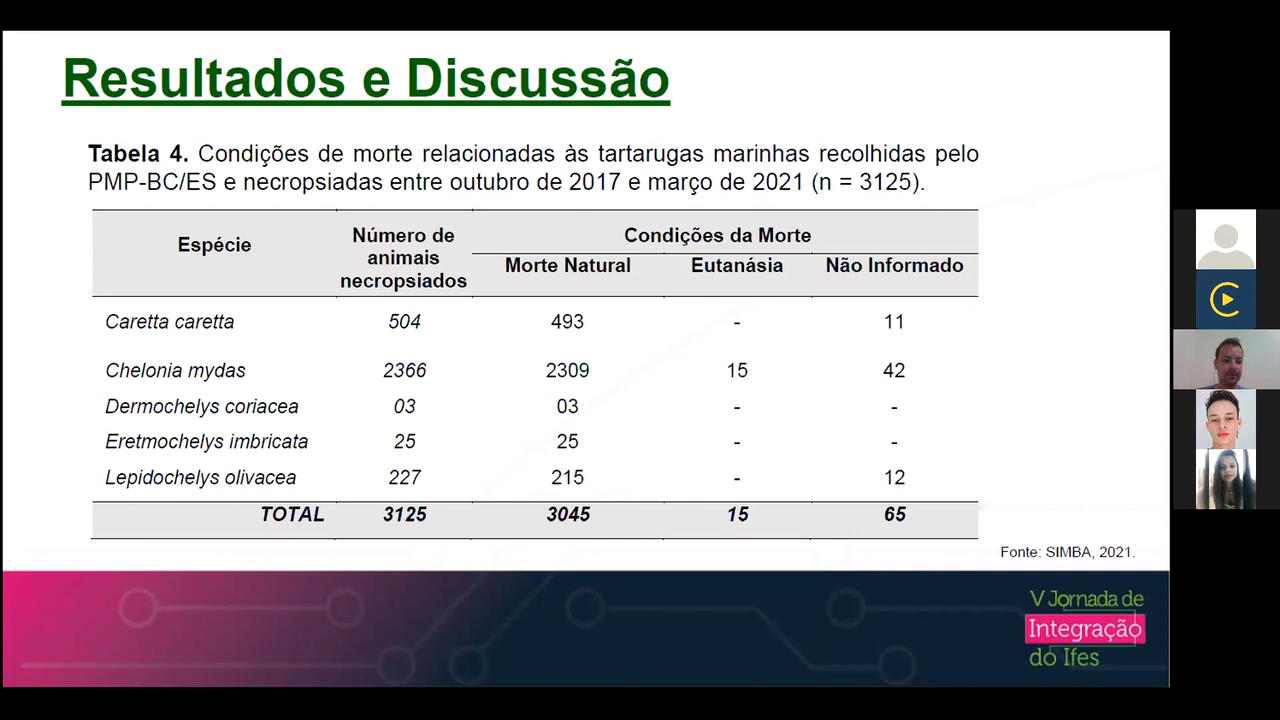 Resultados e Discussão
Tabela 4. Condições de morte relacionadas às tartarugas marinhas recolhidas pelo
PMP-BC/ES e necropsiadas entre outubro de 2017 e março de 2021 (n = 3125).
Espécie Número de animais necropsiados Condições da Morte
Morte Natural Eutanásia Não Informado
Caretta caretta 504 493 - 11
Chelonia mydas 2366 2309 15 42
Dermochelys coriacea 03 03 - -
Eretmochelys imbricata 25 25 - -
Lepidochelys olivacea 227 215 - 12
TOTAL 3125 3045 15 65
Fonte: SIMBA, 2021.
V Jornada de
Integração
do Ifes